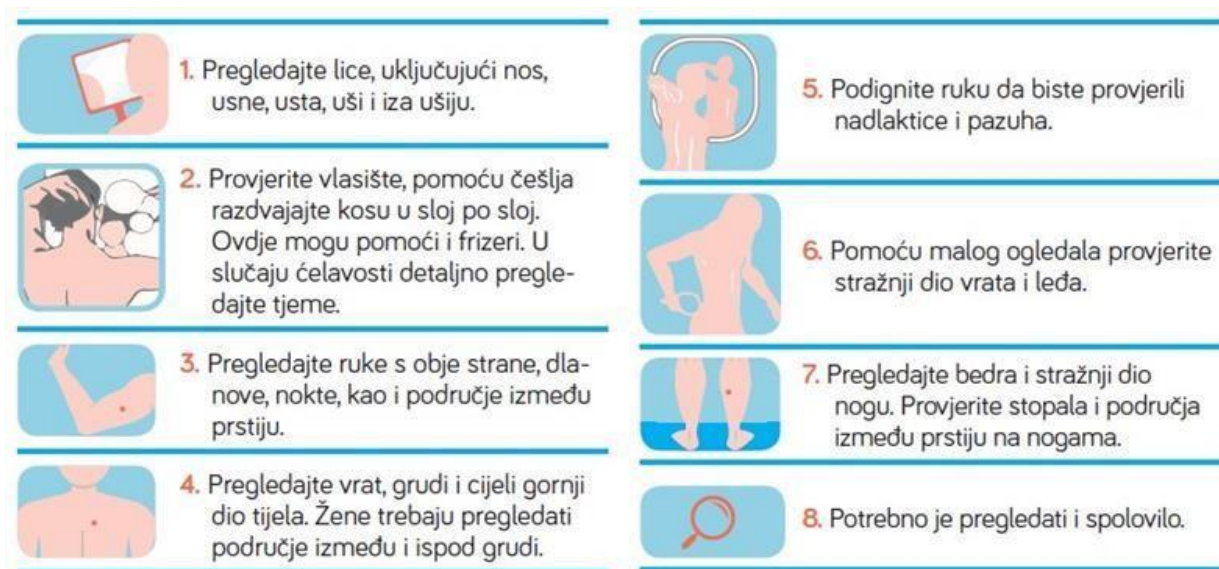 1. Pregledajte lice, uključujući nos,
usne, usta, uši i iza ušiju.
2. Provjerite vlasište, pomoću češlja
razdvajajte kosu u sloj po sloj.
Ovdje mogu pomoći i frizeri. U
slučaju ćelavosti detaljno pregle-
dajte tjeme.
3. Pregledajte ruke s obje strane, dla-
nove, nokte, kao i područje između
prstiju.
4. Pregledajte vrat, grudi i cijeli gornji
dio tijela. Žene trebaju pregledati
područje između i ispod grudi.
5. Podignite ruku da biste provjerili
nadlaktice i pazuha.
6. Pomoću malog ogledala provjerite
stražnji dio vrata i leđa.
7. Pregledajte bedra i stražnji dio
nogu. Provjerite stopala i područja
između prstiju na nogama.
8. Potrebno je pregledati i spolovilo.